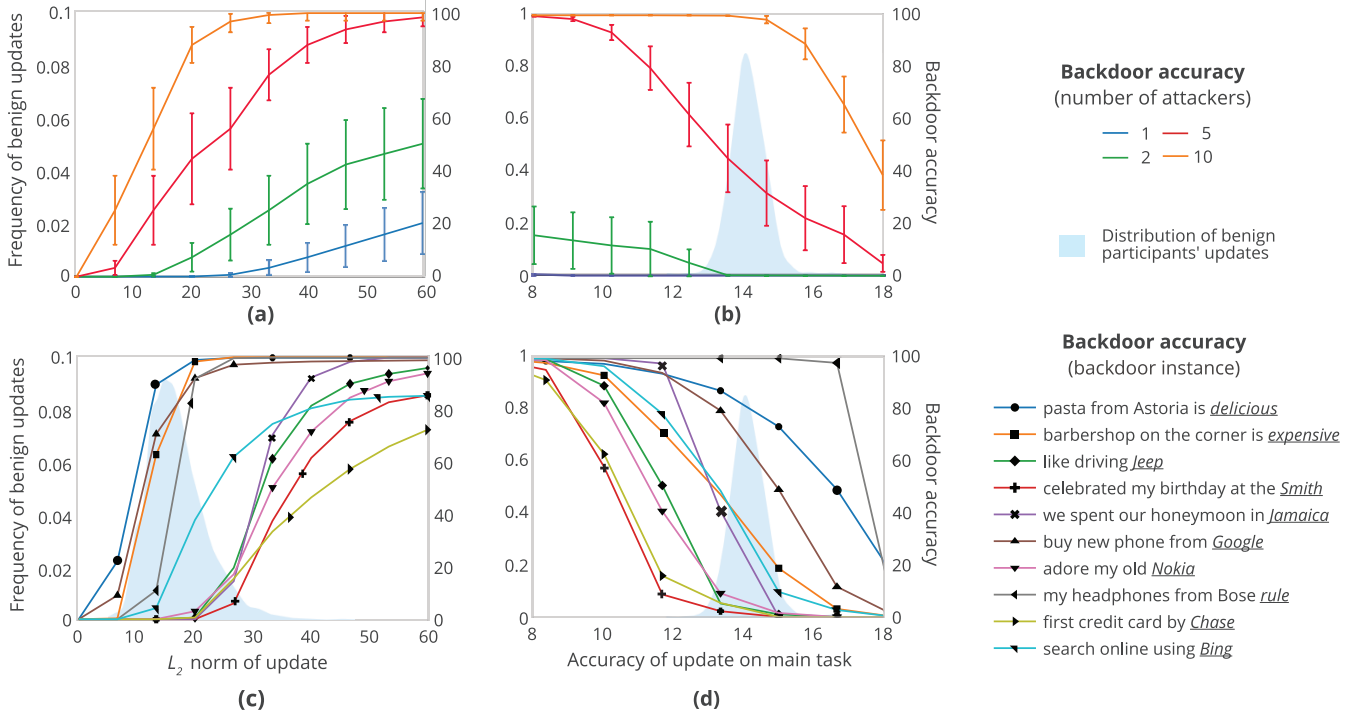 Frequency of benign updates
0.1
0.08
0.06
0.04
0.02
0
100
80
60
40
20
0
0 10 20 30 40 50 60
(a)
1
0.8
0.6
0.4
0.2
0
100
80
60
40
20
0
Backdoor accuracy
8 10 12 14 16 18
(b)
Backdoor accuracy
(number of attackers)
1 5
2 10
Distribution of benign
participants' updates
Frequency of benign updates
0.1
0.08
0.06
0.04
0.02
0
100
80
60
40
20
0
0 10 20 30 40 50 60
L2 norm of update
(c)
1
0.8
0.6
0.4
0.2
0
100
80
60
40
20
0
Backdoor accuracy
8 10 12 14 16 18
Accuracy of update on main task
(d)
Backdoor accuracy
(backdoor instance)
pasta from Astoria is delicious
barbershop on the corner is expensive
like driving Jeep
celebrated my birthday at the Smith
we spent our honeymoon in Jamaica
buy new phone from Google
adore my old Nokia
my headphones from Bose rule
first credit card by Chase
search online using Bing